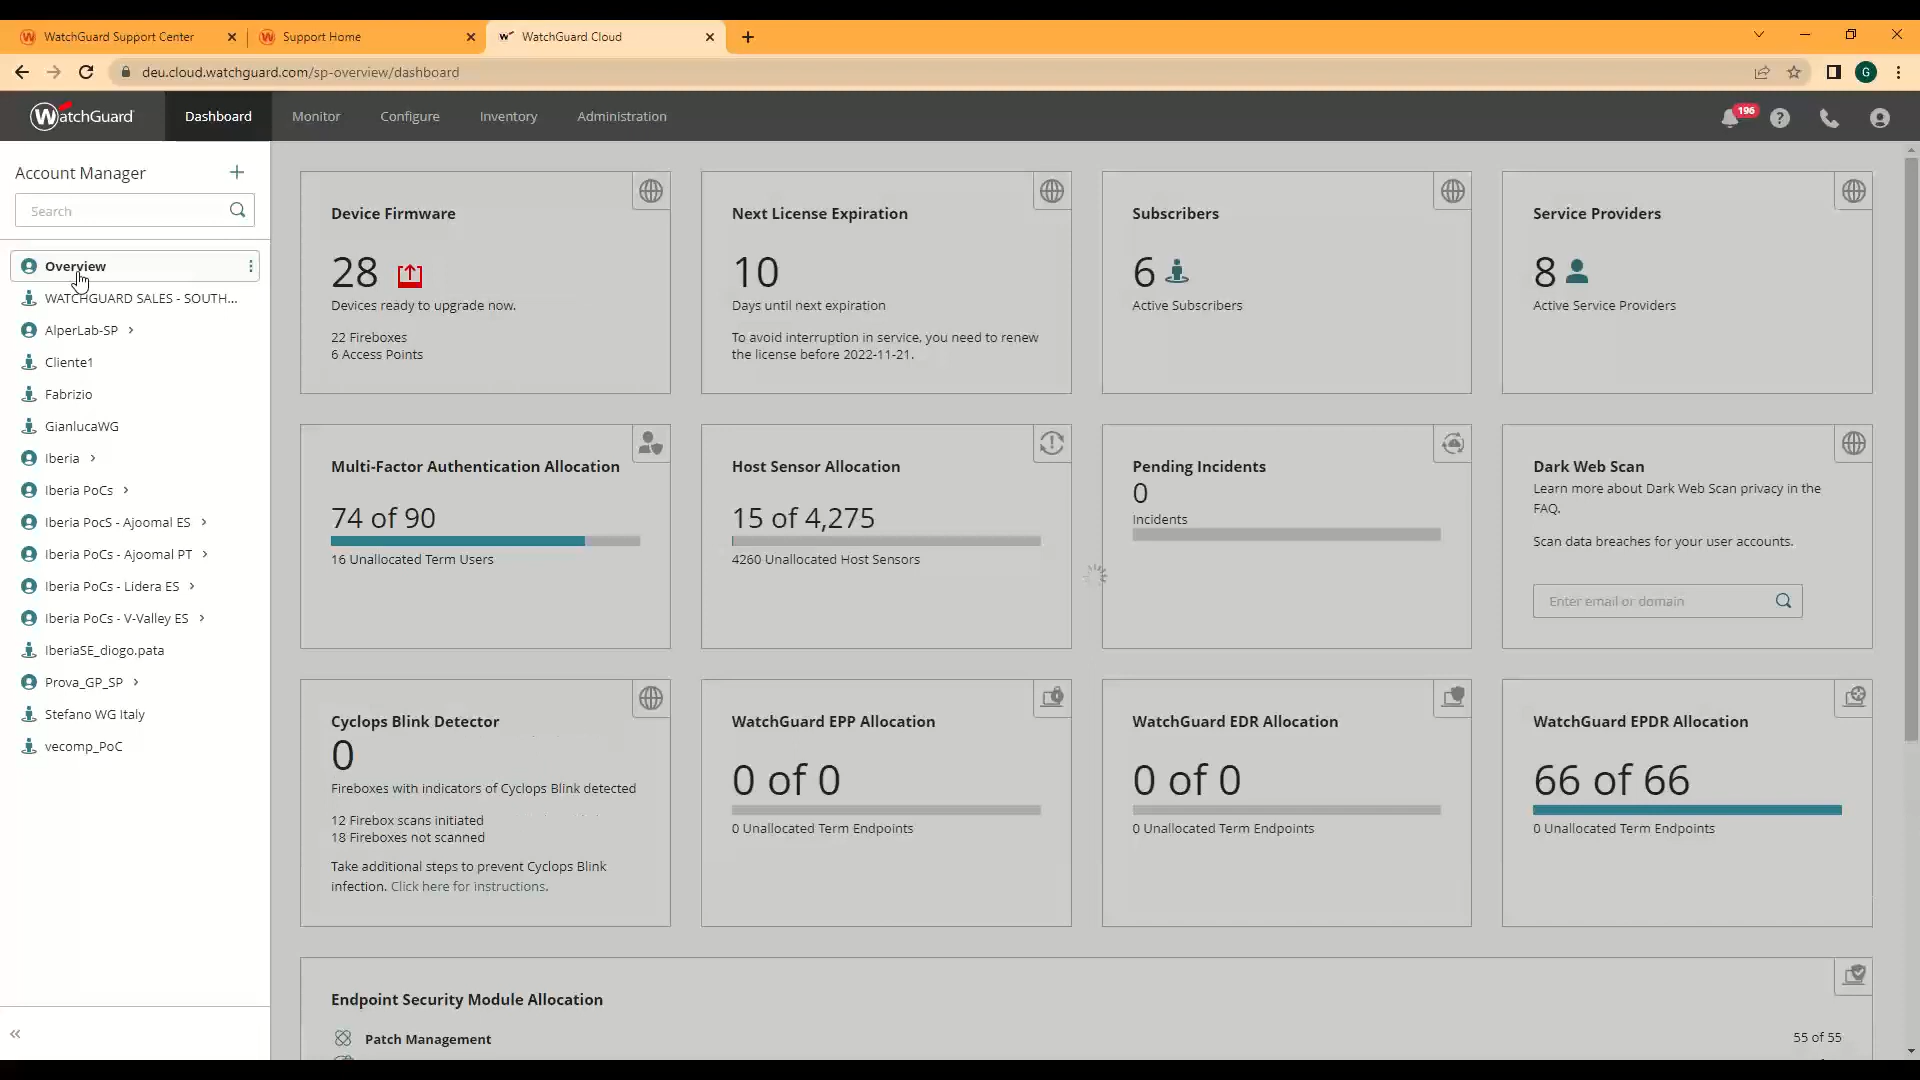 WatchGuard Support Center
Support Home
WatchGuard Cloud
deu.cloud.watchguard.com/sp-overview/dashboard
G
WatchGuard
Dashboard
Monitor
Configure
Inventory
Administration
196
Account Manager
Search
Overview
WATCHGUARD SALES - SOUTH...
AlperLab-SP
Cliente1
Fabrizio
GianlucaWG
Iberia
Iberia PoCs
Iberia PocS - Ajoomal ES
Iberia PoCs - Ajoomal PT
Iberia PoCs - Lidera ES
Iberia PoCs - V-Valley ES
IberiaSE_diogo.pata
Prova_GP_SP
Stefano WG Italy
vecomp_PoC
Device Firmware
28
Devices ready to upgrade now.
22 Fireboxes
6 Access Points
Next License Expiration
10
Days until next expiration
To avoid interruption in service, you need to renew
the license before 2022-11-21.
Subscribers
6
Active Subscribers
Service Providers
8
Active Service Providers
Multi-Factor Authentication Allocation
74 of 90
16 Unallocated Term Users
Host Sensor Allocation
15 of 4,275
4260 Unallocated Host Sensors
Pending Incidents
0
Incidents
Dark Web Scan
Learn more about Dark Web Scan privacy in the
FAQ.
Scan data breaches for your user accounts.
Enter email or domain
Cyclops Blink Detector
0
Fireboxes with indicators of Cyclops Blink detected
12 Firebox scans initiated
18 Fireboxes not scanned
Take additional steps to prevent Cyclops Blink
infection. Click here for instructions.
WatchGuard EPP Allocation
0 of 0
0 Unallocated Term Endpoints
WatchGuard EDR Allocation
0 of 0
0 Unallocated Term Endpoints
WatchGuard EPDR Allocation
66 of 66
0 Unallocated Term Endpoints
Endpoint Security Module Allocation
Patch Management
55 of 55